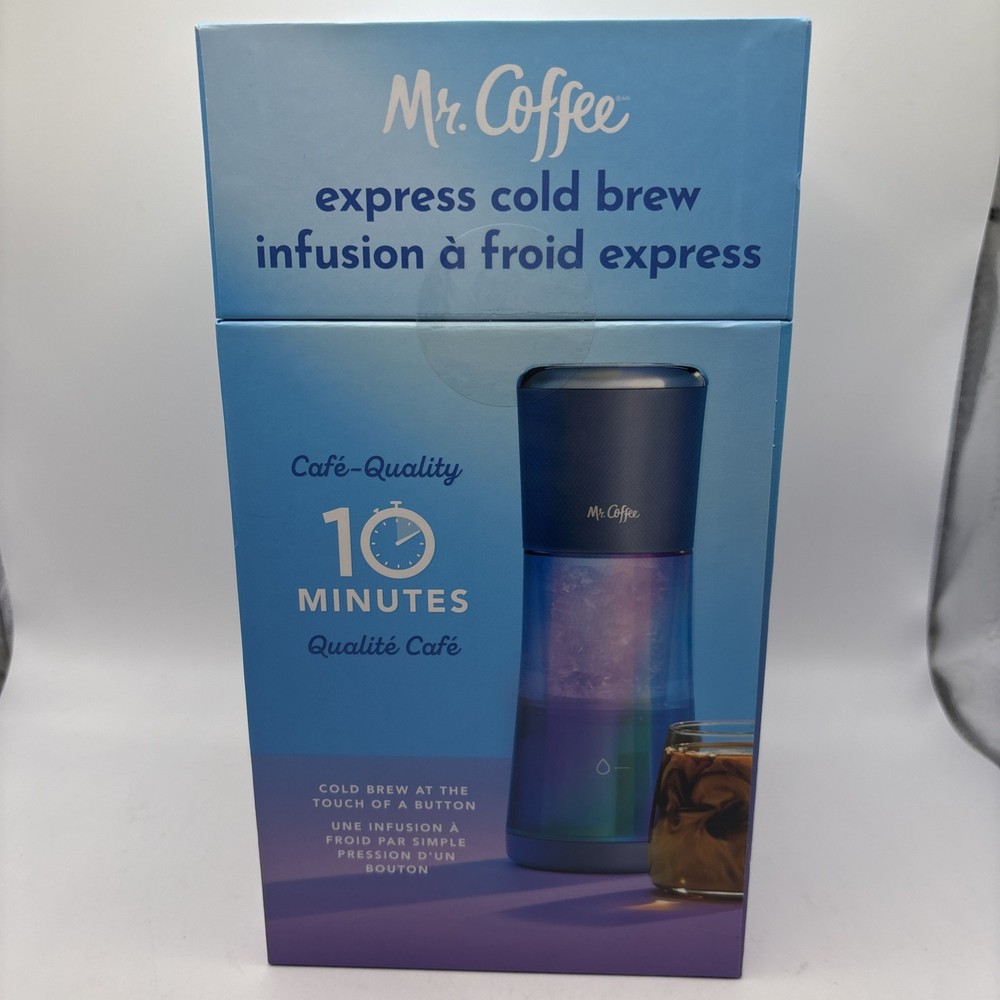 Mr. Coffee
express cold brew
infusion à froid express
Café-Quality
10
MINUTES
Qualité Café
Mr. Coffee
COLD BREW AT THE
TOUCH OF A BUTTON
UNE INFUSION À
FROID PAR SIMPLE
PRESSION D'UN
BOUTON